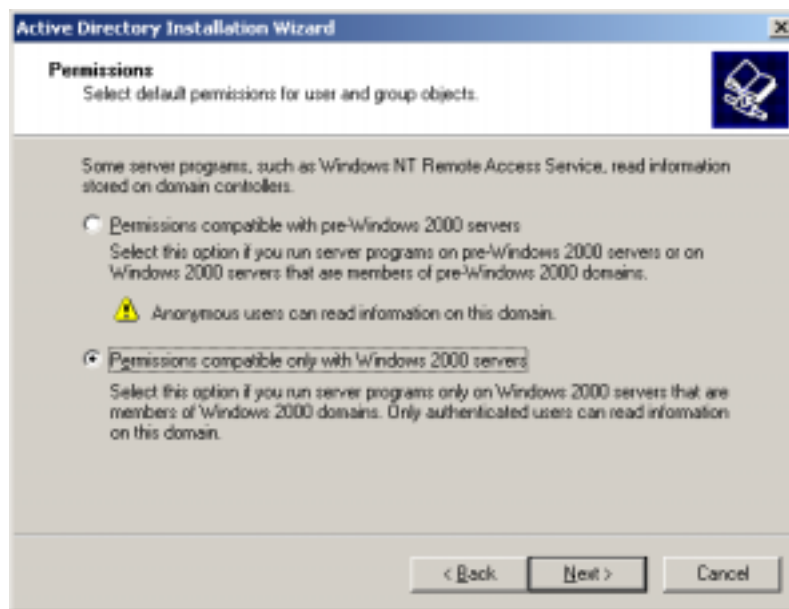 Active Directory Installation Wizard
Permissions
Select default permissions for user and group objects.
Some server programs, such as Windows NT Remote Access Service, read information
stored on domain controllers.
Permissions compatible with pre-Windows 2000 servers
Select this option if you run server programs on pre-Windows 2000 servers or on
Windows 2000 servers that are members of pre-Windows 2000 domains.
Anonymous users can read information on this domain.
Permissions compatible only with Windows 2000 servers
Select this option if you run server programs only on Windows 2000 servers that are
members of Windows 2000 domains. Only authenticated users can read information
on this domain.
< Back Next > Cancel